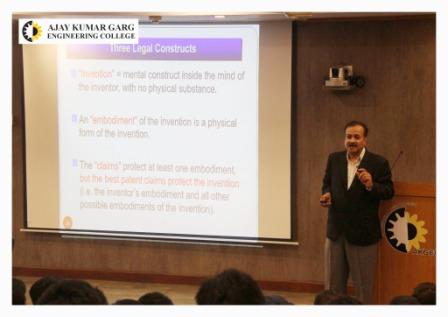 AJAY KUMAR GARG
ENGINEERING COLLEGE
Three Legal Constructs
"Invention" = mental construct inside the mind of
the inventor, with no physical substance.
An "embodiment" of the invention is a physical
form of the invention.
The "claims" protect at least one embodiment,
but the best patent claims protect the invention
(i.e. the inventor's embodiment and all other
possible embodiments of the invention).